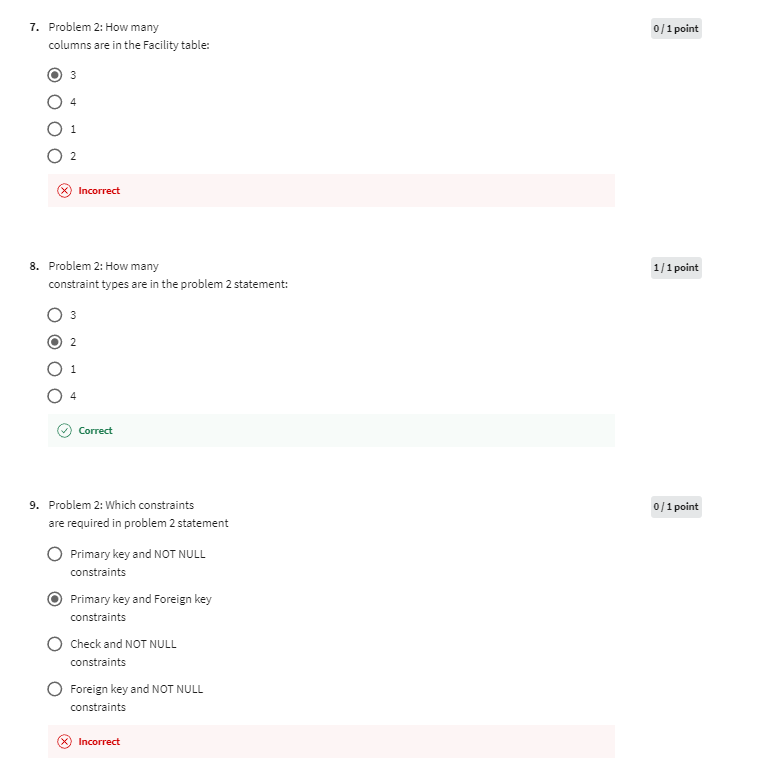 7. Problem 2: How many
columns are in the Facility table:
0 / 1 point
3
4
1
2
Incorrect
8. Problem 2: How many
constraint types are in the problem 2 statement:
1 / 1 point
3
2
1
4
Correct
9. Problem 2: Which constraints
are required in problem 2 statement
0 / 1 point
Primary key and NOT NULL
constraints
Primary key and Foreign key
constraints
Check and NOT NULL
constraints
Foreign key and NOT NULL
constraints
Incorrect